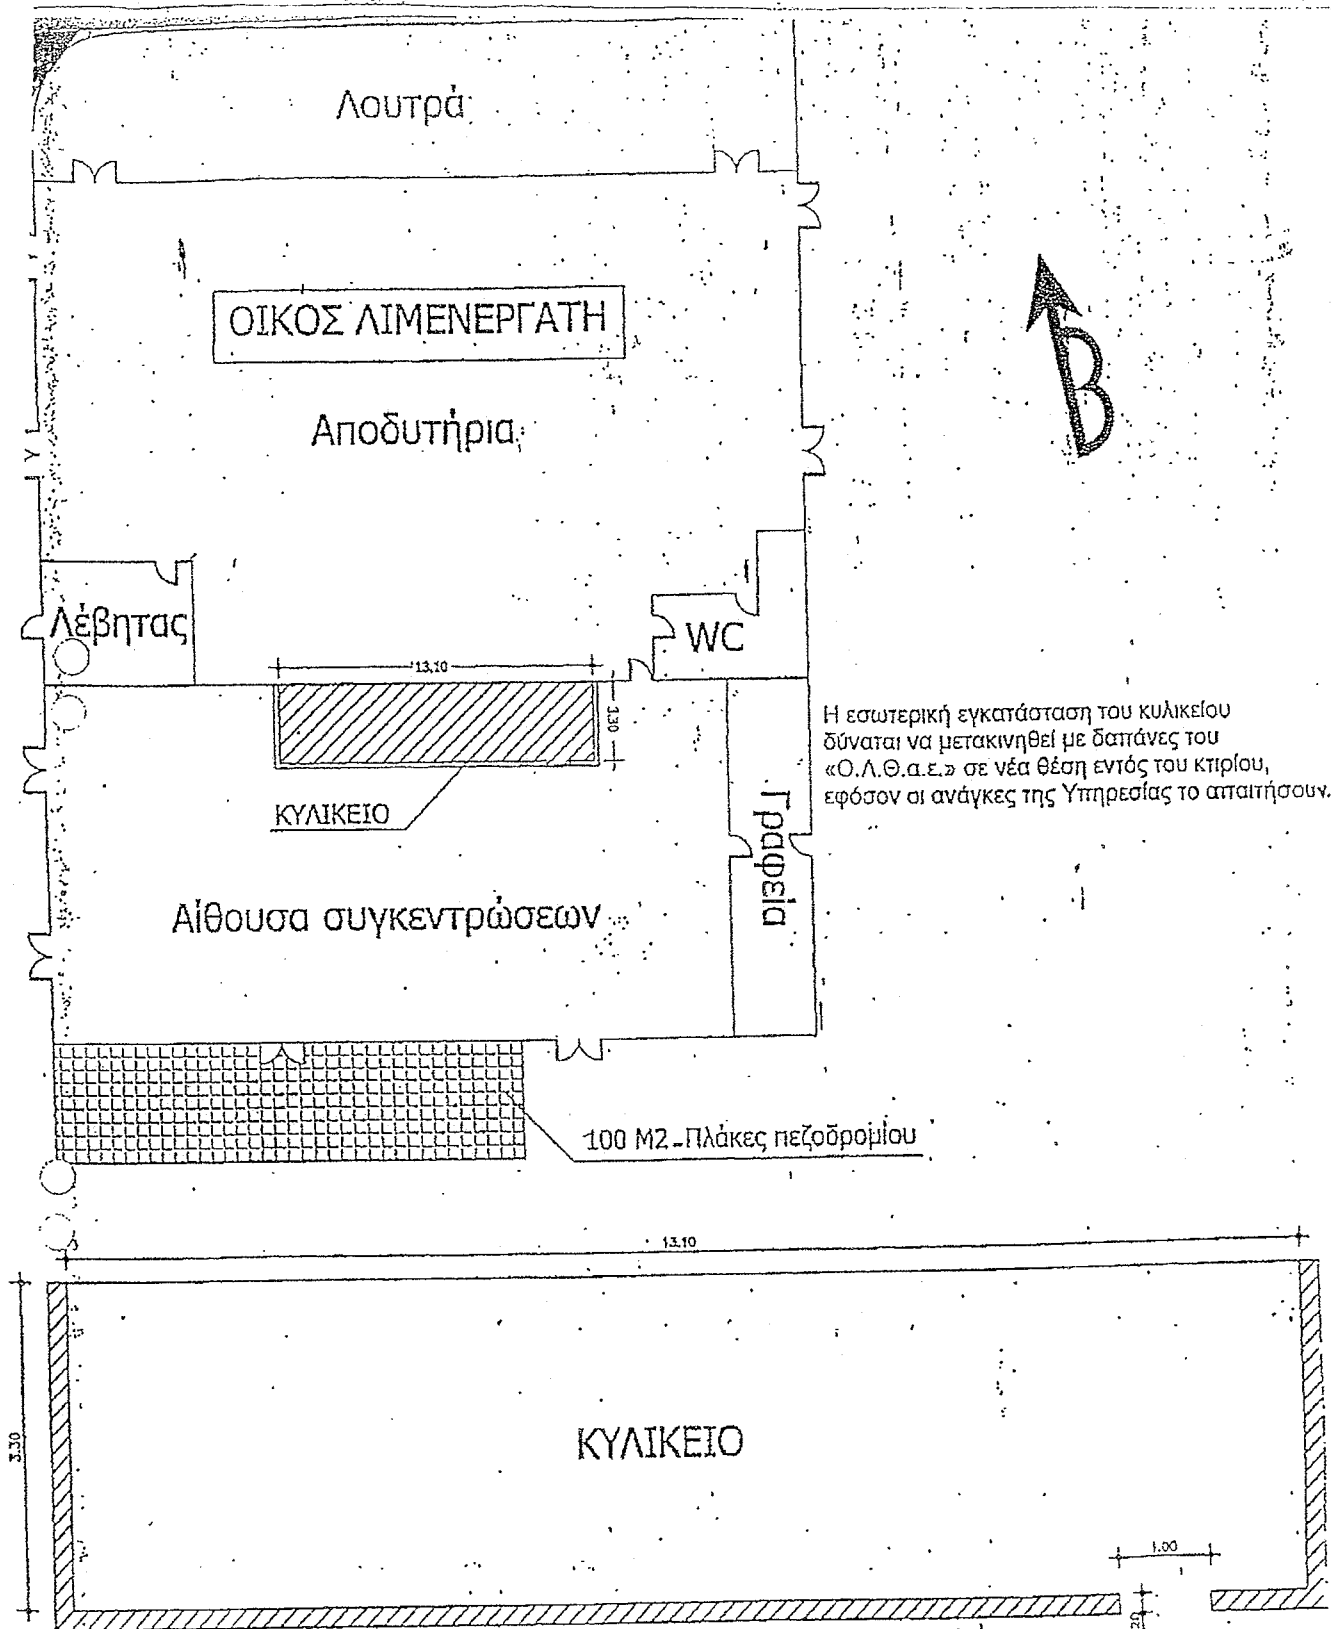 Λουτρά
ΟΙΚΟΣ ΛΙΜΕΝΕΡΓΑΤΗ
Αποδυτήρια
Β
Λέβητας
WC
13,10
3.30
Η εσωτερική εγκατάσταση του κυλικείου
δύναται να μετακινηθεί με δαπάνες του
«Ο.Λ.Θ.α.ε.» σε νέα θέση εντός του κτιρίου,
εφόσον οι ανάγκες της Υπηρεσίας το απαιτήσουν.
ΚΥΛΙΚΕΙΟ
Γραφεία
Αίθουσα συγκεντρώσεων
100 M2-Πλάκες πεζοδρομίου
13.10
3.30
ΚΥΛΙΚΕΙΟ
1.00